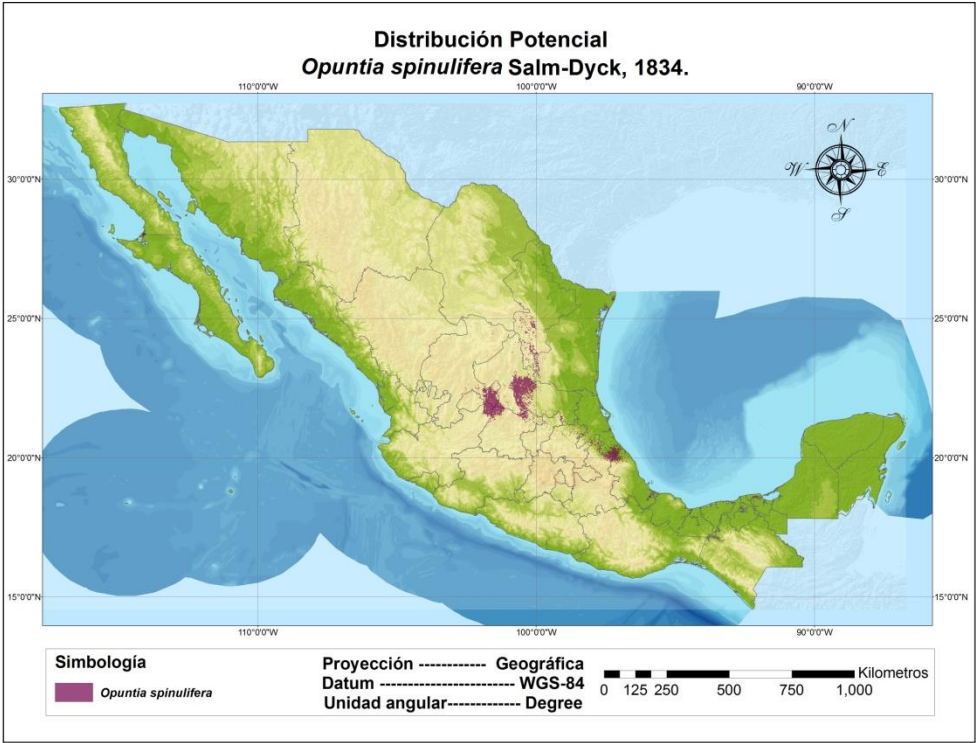 Distribución Potencial
Opuntia spinulifera Salm-Dyck, 1834.
110°0'0"W 100°0'0"W 90°0'0"W
N
W E
S
30°0'0"N 30°0'0"N
25°0'0"N 25°0'0"N
20°0'0"N 20°0'0"N
15°0'0"N 15°0'0"N
110°0'0"W 100°0'0"W 90°0'0"W
Simbología
Opuntia spinulifera
Proyección ------------ Geográfica
Datum ------------------------ WGS-84
Unidad angular------------- Degree
Kilometros
0 125 250 500 750 1,000